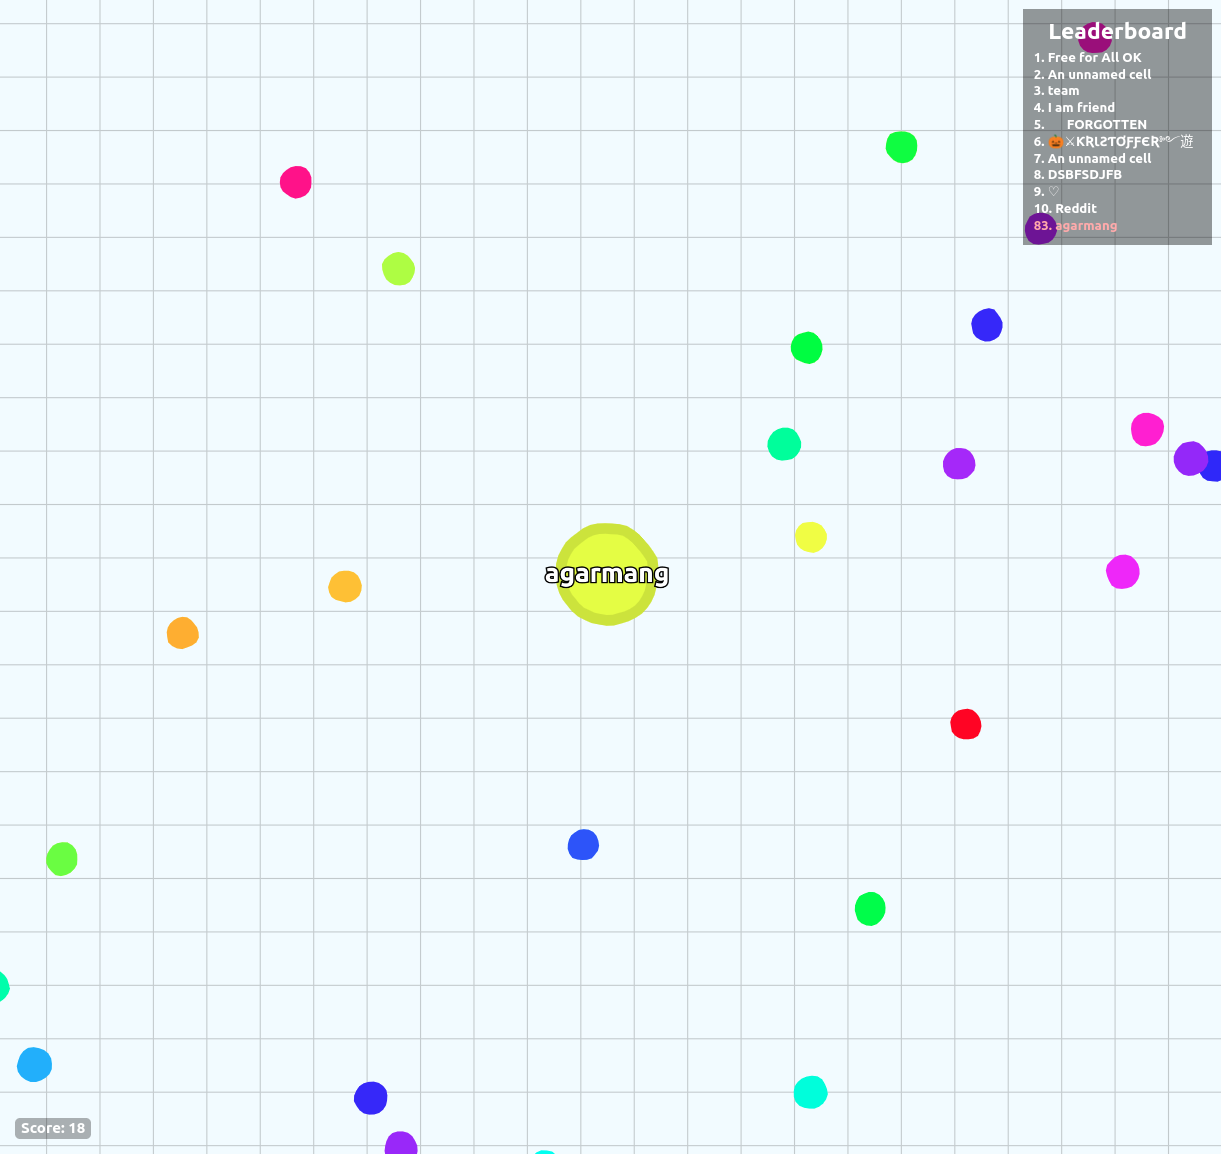 Leaderboard
1. Free for All OK
2. An unnamed cell
3. team
4. I am friend
5. FORGOTTEN
6.
7. An unnamed cell
8. DSBFSDJFB
9. ♡
10. Reddit
83. agarmang
agarmang
Score: 18